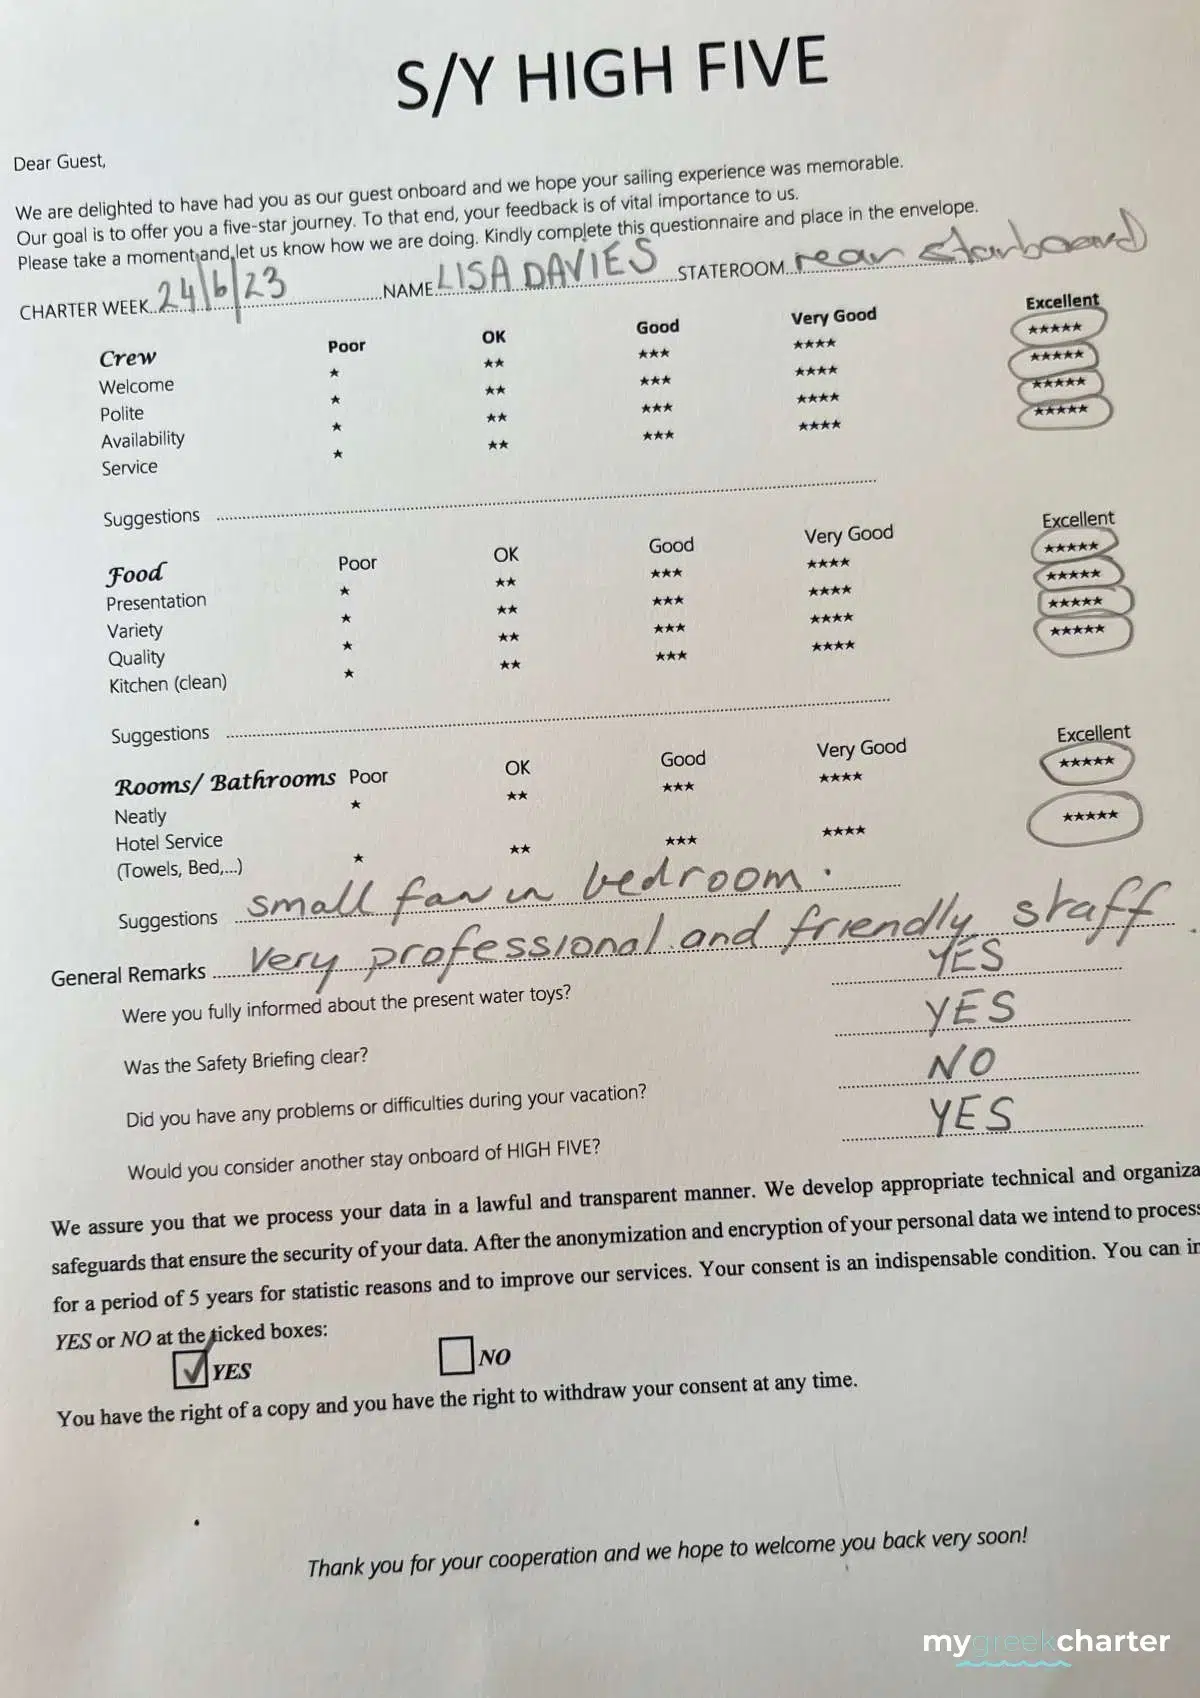 S/Y HIGH FIVE
Dear Guest,
We are delighted to have had you as our guest onboard and we hope your sailing experience was memorable.
Our goal is to offer you a five-star journey. To that end, your feedback is of vital importance to us.
Please take a moment and let us know how we are doing. Kindly complete this questionnaire and place in the envelope.
CHARTER WEEK 24/6/23 NAME LISA DAVIES STATEROOM rear starboard
Crew Poor OK Good Very Good Excellent
Welcome ★ ★★ ★★★ ★★★★ ★★★★★
Polite ★ ★★ ★★★ ★★★★ ★★★★★
Availability ★ ★★ ★★★ ★★★★ ★★★★★
Service ★ ★★ ★★★ ★★★★ ★★★★★
Suggestions
Food Poor OK Good Very Good Excellent
Presentation ★ ★★ ★★★ ★★★★ ★★★★★
Variety ★ ★★ ★★★ ★★★★ ★★★★★
Quality ★ ★★ ★★★ ★★★★ ★★★★★
Kitchen (clean) ★ ★★ ★★★ ★★★★ ★★★★★
Suggestions
Rooms/ Bathrooms Poor OK Good Very Good Excellent
Neatly ★ ★★ ★★★ ★★★★ ★★★★★
Hotel Service
(Towels, Bed,...) ★ ★★ ★★★ ★★★★ ★★★★★
Suggestions small fan in bedroom.
General Remarks very professional and friendly staff.
Were you fully informed about the present water toys? YES
Was the Safety Briefing clear? YES
Did you have any problems or difficulties during your vacation? NO
Would you consider another stay onboard of HIGH FIVE? YES
We assure you that we process your data in a lawful and transparent manner. We develop appropriate technical and organiza
safeguards that ensure the security of your data. After the anonymization and encryption of your personal data we intend to process
for a period of 5 years for statistic reasons and to improve our services. Your consent is an indispensable condition. You can in
YES or NO at the ticked boxes:
✓ YES NO
You have the right of a copy and you have the right to withdraw your consent at any time.
Thank you for your cooperation and we hope to welcome you back very soon!
mygreekcharter